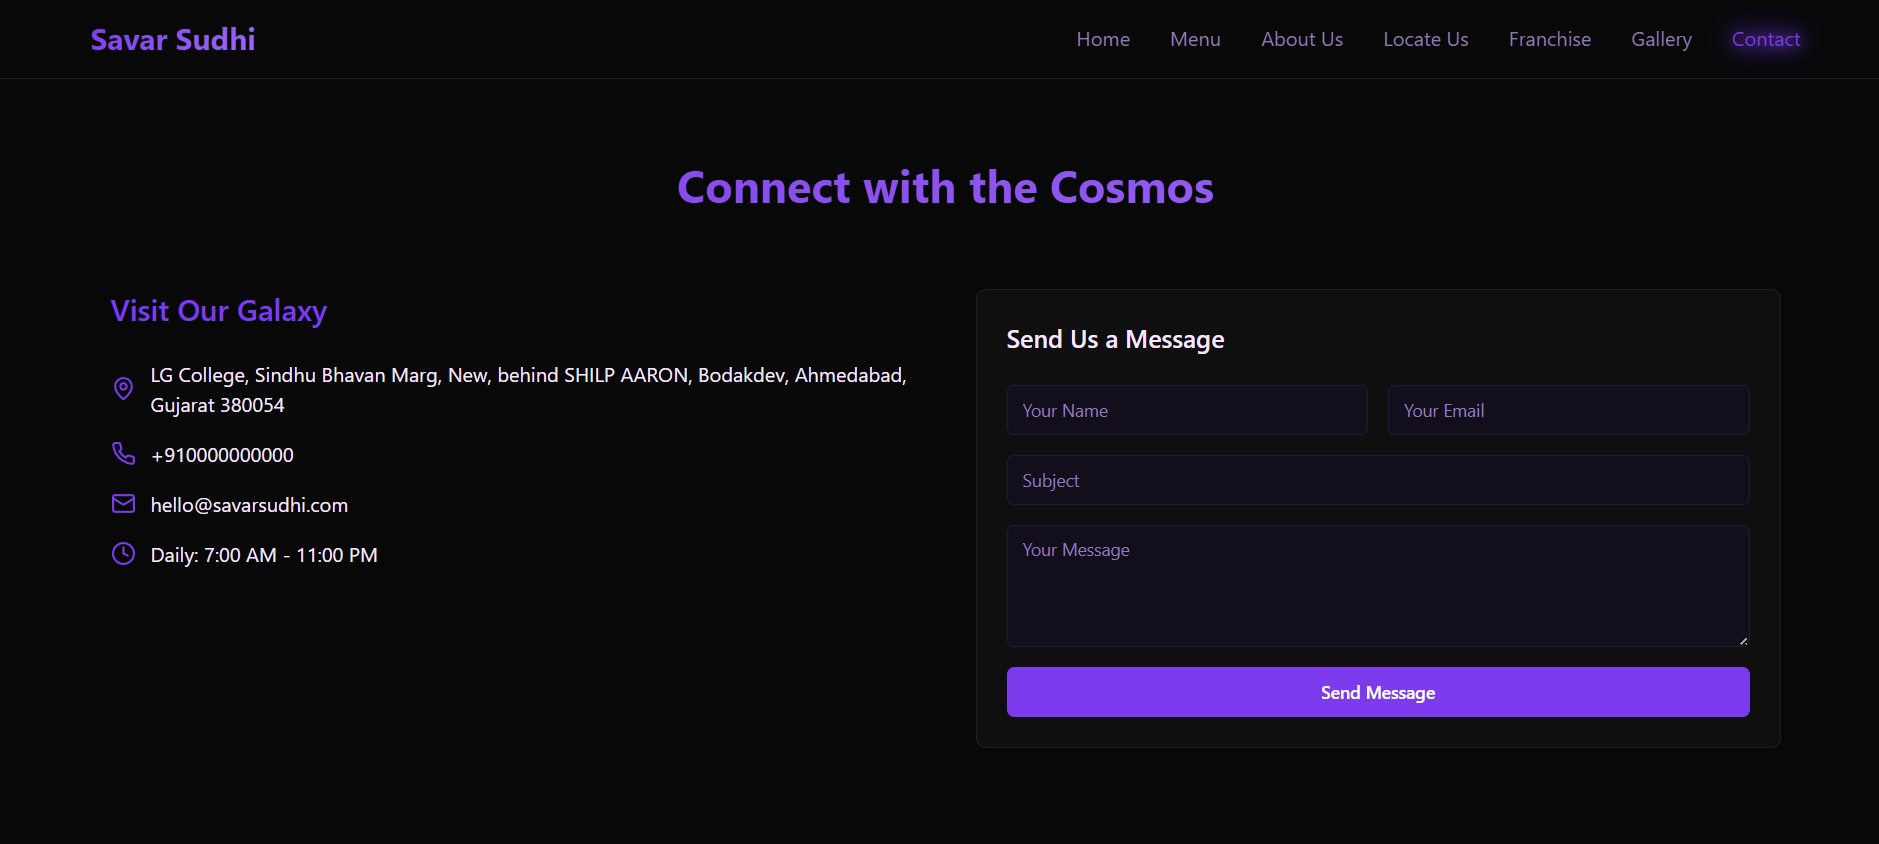 Savar Sudhi
Home
Menu
About Us
Locate Us
Franchise
Gallery
Contact
Connect with the Cosmos
Visit Our Galaxy
LG College, Sindhu Bhavan Marg, New, behind SHILP AARON, Bodakdev, Ahmedabad,
Gujarat 380054
+910000000000
hello@savarsudhi.com
Daily: 7:00 AM - 11:00 PM
Send Us a Message
Your Name
Your Email
Subject
Your Message
Send Message